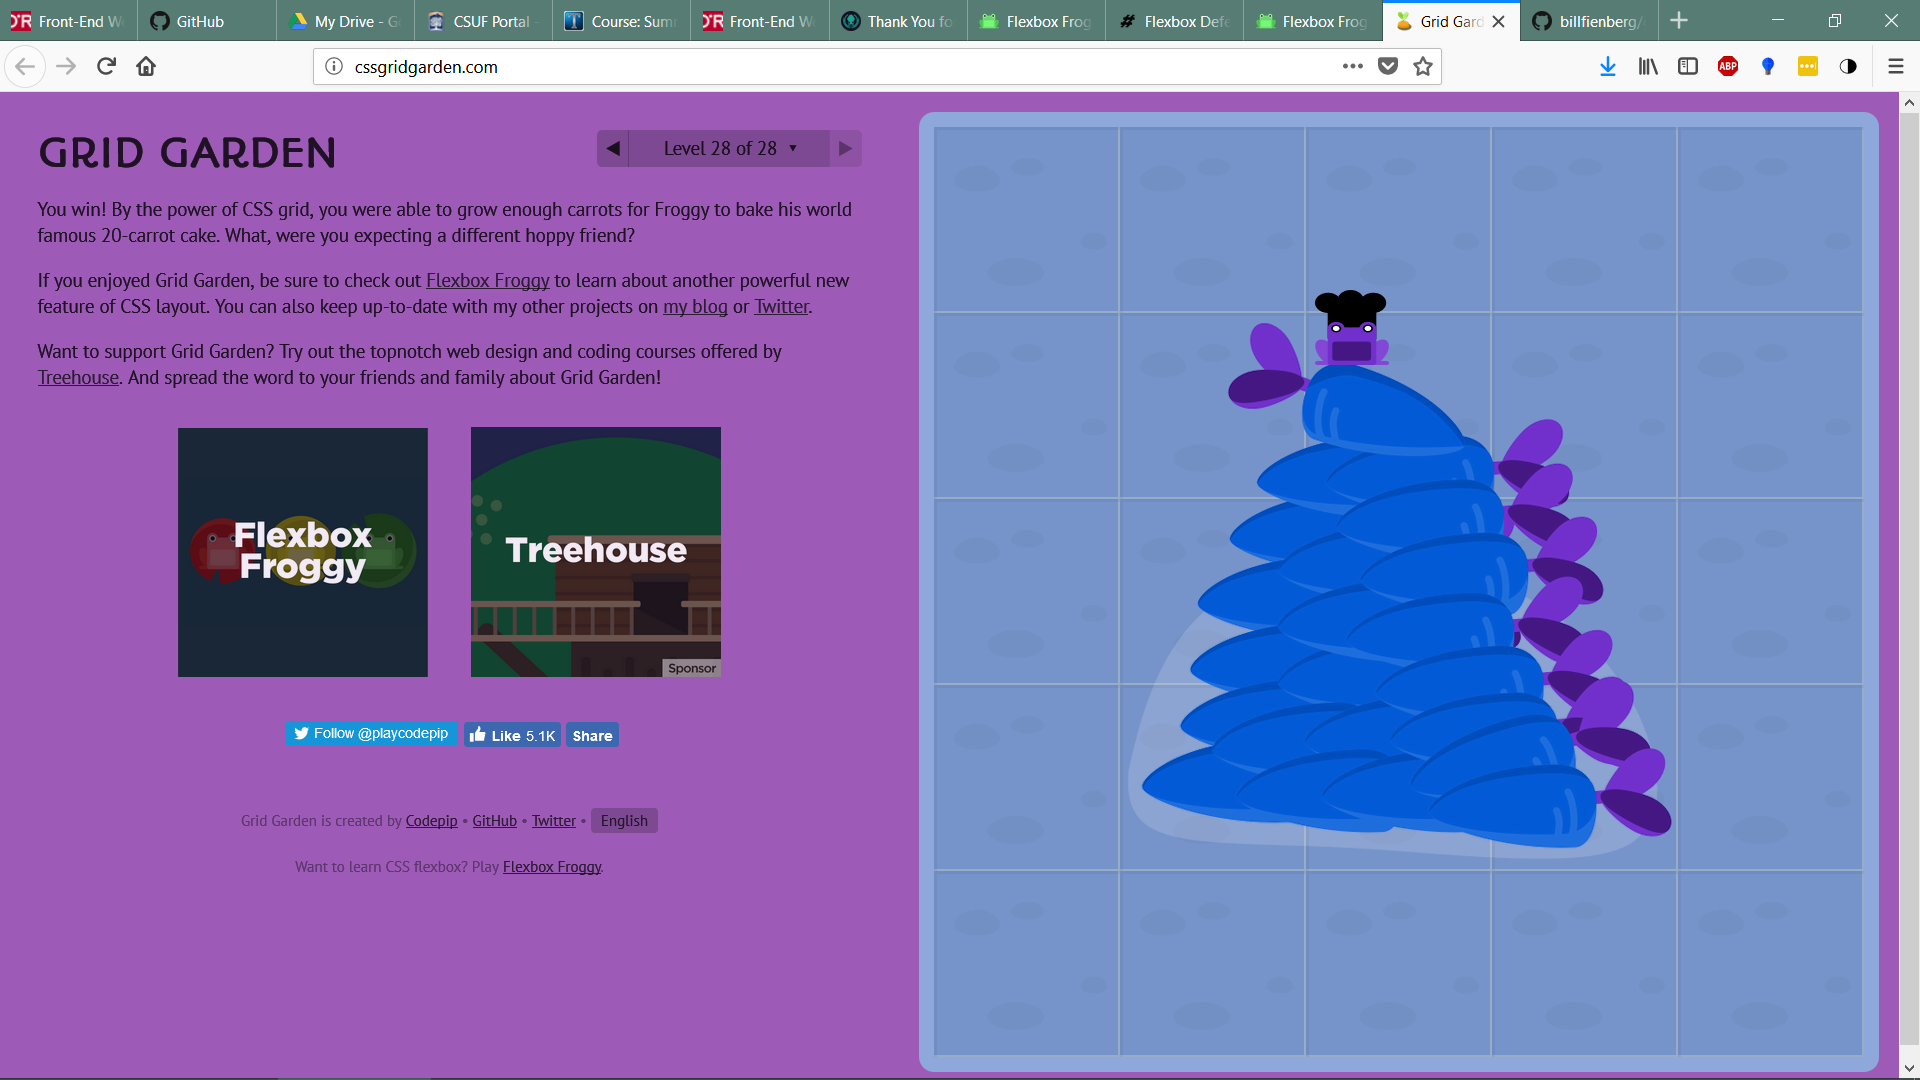 Front-End We
GitHub
My Drive - Go
CSUF Portal -
Course: Sum
Front-End We
Thank You fo
Flexbox Frog
Flexbox Defe
Flexbox Frog
Grid Gard
billfienberg/
cssgridgarden.com
ABP
GRID GARDEN
◀ Level 28 of 28 ▼ ▶
You win! By the power of CSS grid, you were able to grow enough carrots for Froggy to bake his world
famous 20-carrot cake. What, were you expecting a different hoppy friend?
If you enjoyed Grid Garden, be sure to check out Flexbox Froggy to learn about another powerful new
feature of CSS layout. You can also keep up-to-date with my other projects on my blog or Twitter.
Want to support Grid Garden? Try out the topnotch web design and coding courses offered by
Treehouse. And spread the word to your friends and family about Grid Garden!
Flexbox
Froggy
Treehouse
Sponsor
Follow @playcodepip
Like 5.1K
Share
Grid Garden is created by Codepip • GitHub • Twitter • English
Want to learn CSS flexbox? Play Flexbox Froggy.